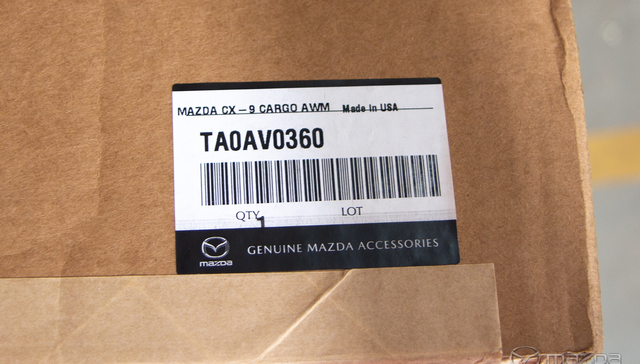 MAZDA CX-9 CARGO AWM Made in USA
TA0AV0360
QTY 1 LOT
mazda GENUINE MAZDA ACCESSORIES
mazda